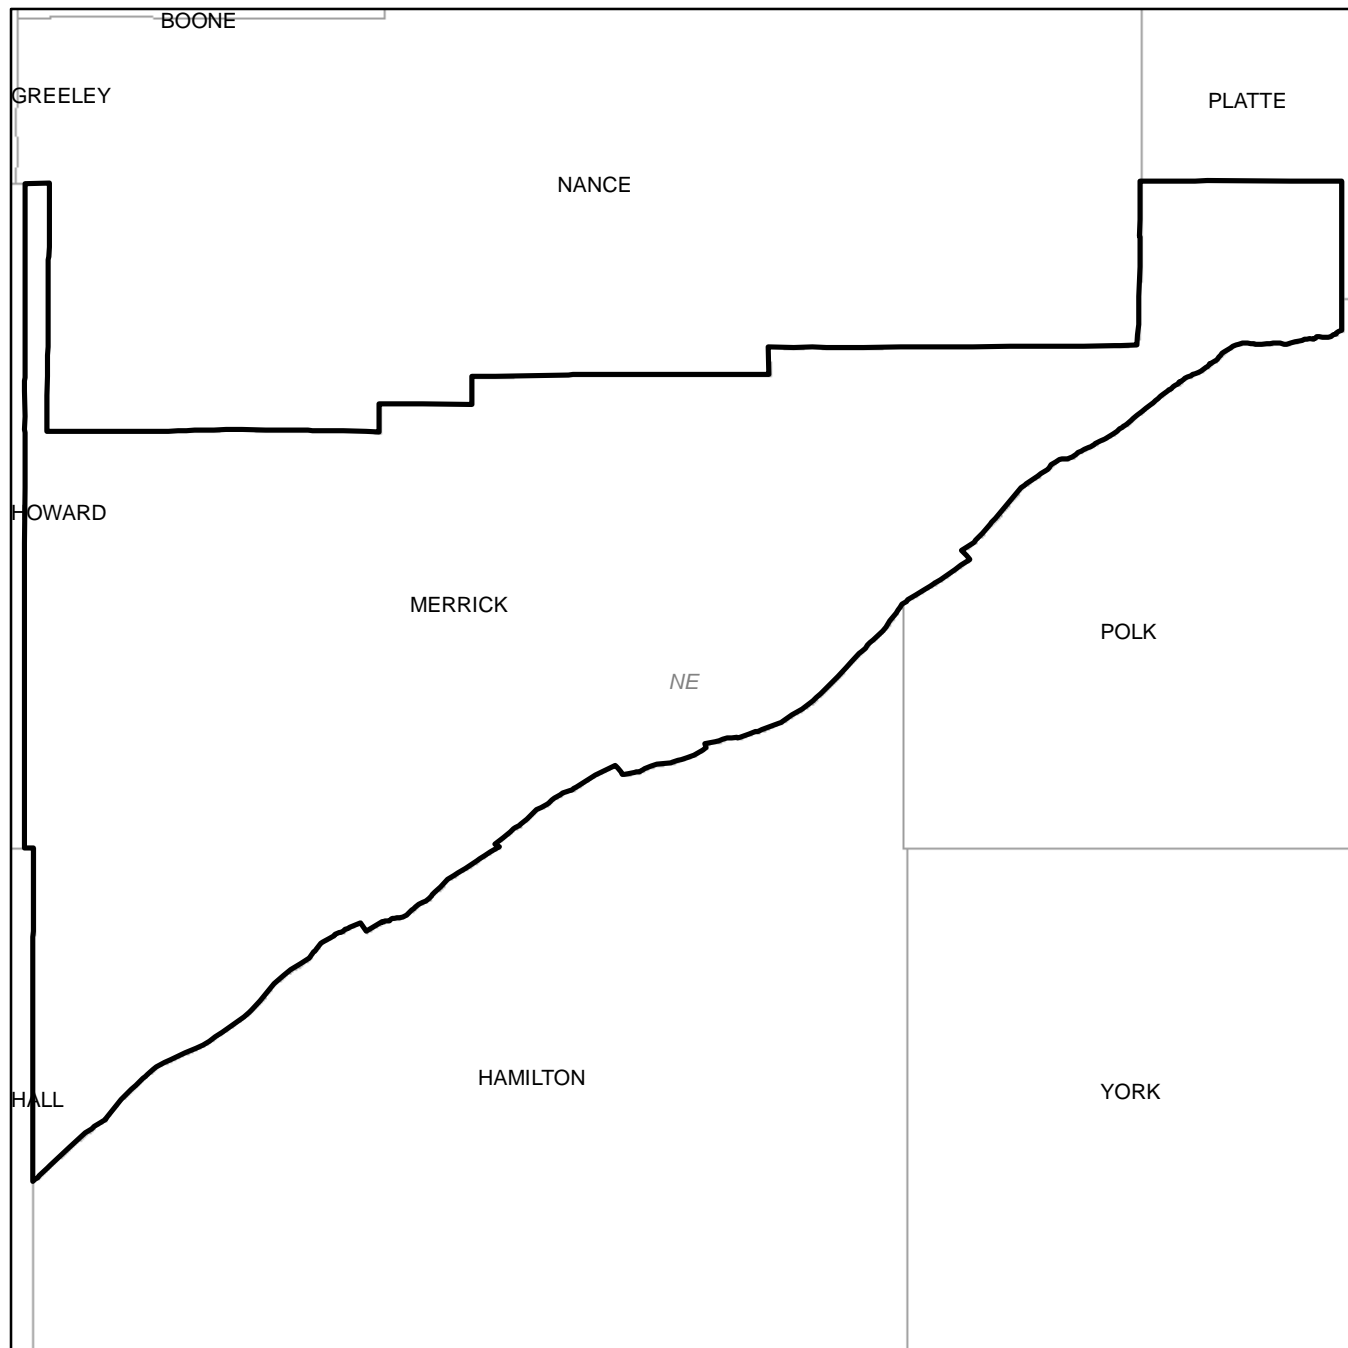 BOONE
GREELEY
PLATTE
NANCE
HOWARD
MERRICK
POLK
NE
HAMILTON
YORK
HALL